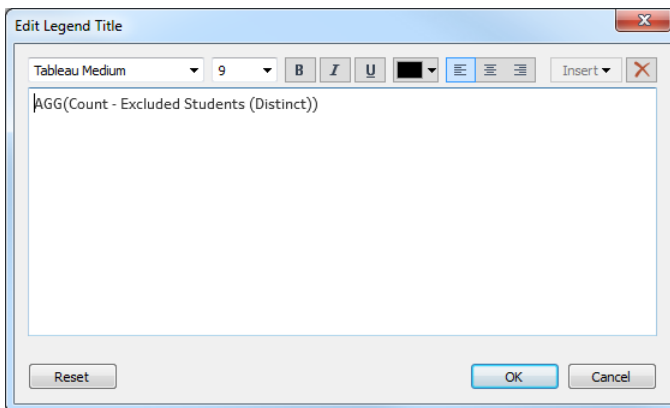 Edit Legend Title
x
Tableau Medium 9 B I U Insert
AGG(Count - Excluded Students (Distinct))
Reset OK Cancel